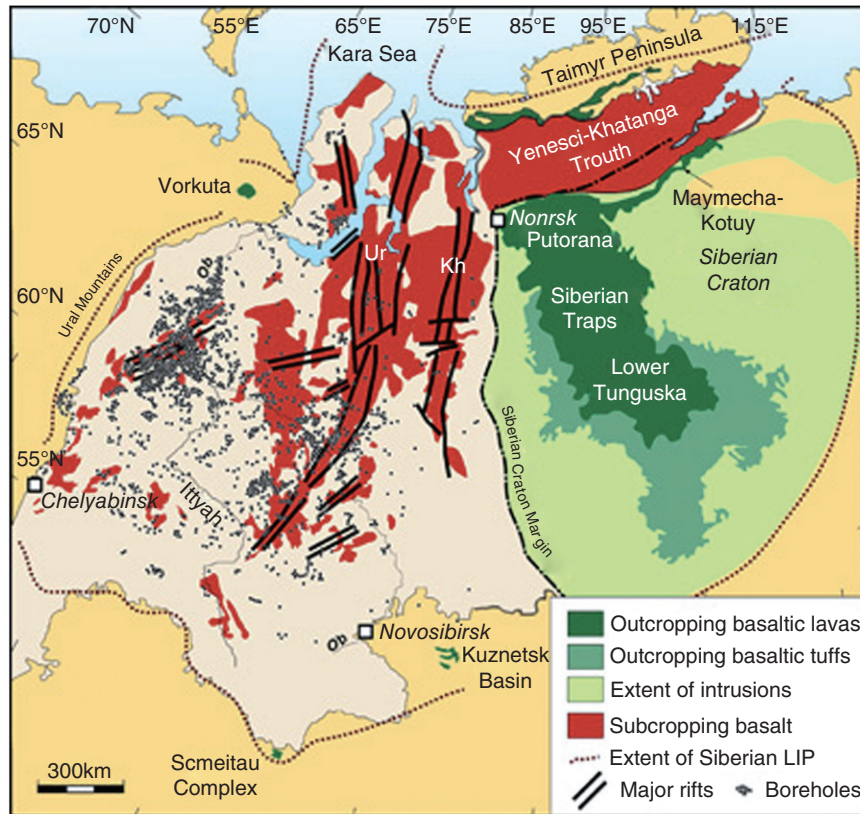 70°N 55°E 65°E 75°E 85°E 95°E 115°E
Kara Sea
Taimyr Peninsula
65°N
Yenesci-Khatanga
Trouth
Vorkuta
Maymecha-
Kotuy
Nonrsk
Putorana
Siberian
Craton
Ur
Kh
Ob
Ural Mountains
60°N
Siberian
Traps
Lower
Tunguska
55°N
Siberian Craton Margin
Chelyabinsk
Ittyah
Novosibirsk
Ob
Kuznetsk
Basin
Scmeitau
Complex
300km
Outcropping basaltic lavas
Outcropping basaltic tuffs
Extent of intrusions
Subcropping basalt
Extent of Siberian LIP
Major rifts
Boreholes